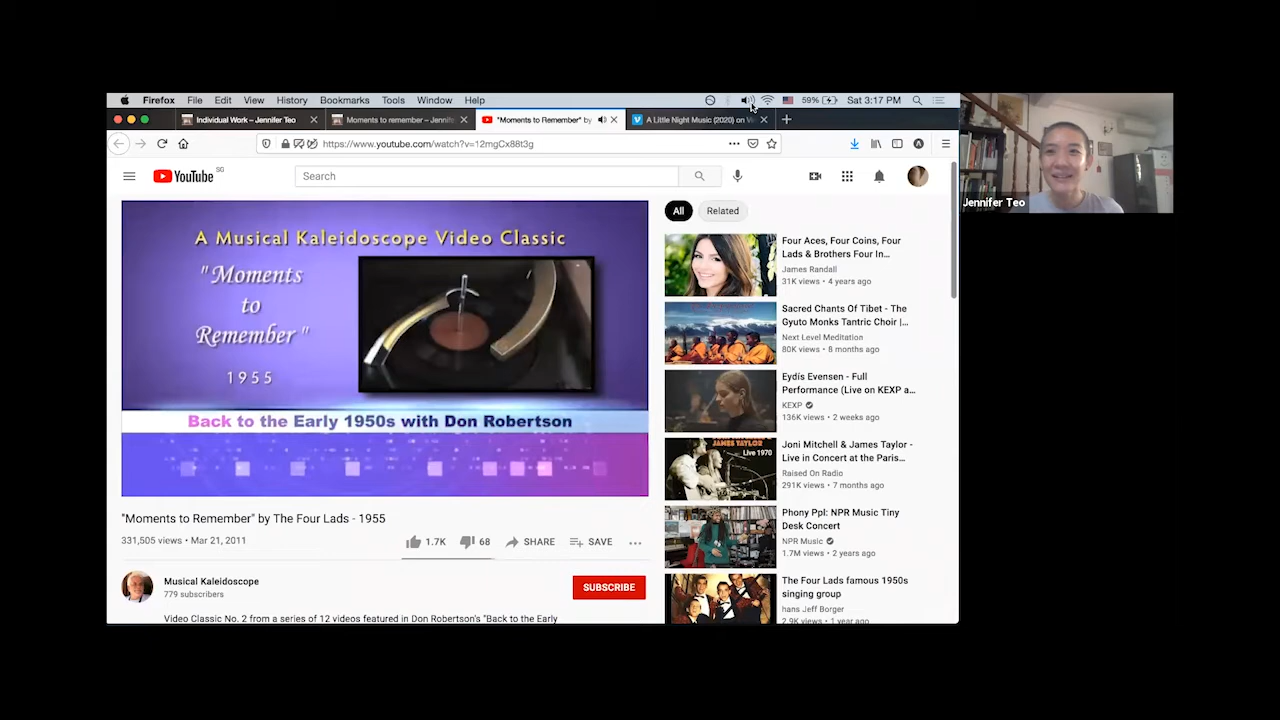 Firefox File Edit View History Bookmarks Tools Window Help
59% Sat 3:17 PM
Individual Work – Jennifer Teo
Moments to remember – Jennife
"Moments to Remember" by
A Little Night Music (2020) on
https://www.youtube.com/watch?v=12mgCx88t3g
YouTube SG
Search
A
All Related
A Musical Kaleidoscope Video Classic
"Moments
to
Remember"
1955
Back to the Early 1950s with Don Robertson
"Moments to Remember" by The Four Lads - 1955
331,505 views • Mar 21, 2011
1.7K 68 SHARE SAVE
Musical Kaleidoscope
779 subscribers
SUBSCRIBE
Video Classic No. 2 from a series of 12 videos featured in Don Robertson's "Back to the Early
Four Aces, Four Coins, Four
Lads & Brothers Four In...
James Randall
31K views • 4 years ago
Sacred Chants Of Tibet - The
Gyuto Monks Tantric Choir |...
Next Level Meditation
80K views • 8 months ago
Eydís Evensen - Full
Performance (Live on KEXP a...
KEXP
136K views • 2 weeks ago
JAMES TAYLOR
Live 1970
Joni Mitchell & James Taylor -
Live in Concert at the Paris...
Raised On Radio
291K views • 7 months ago
Phony Ppl: NPR Music Tiny
Desk Concert
NPR Music
1.7M views • 2 years ago
The Four Lads famous 1950s
singing group
hans Jeff Borger
2.9K views • 1 year ago
Jennifer Teo